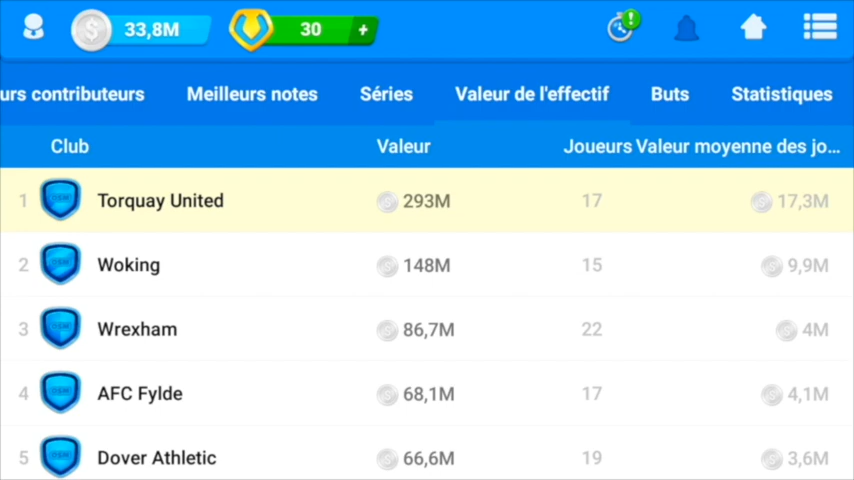 33,8M 30 +
urs contributeurs Meilleurs notes Séries Valeur de l'effectif Buts Statistiques
Club Valeur Joueurs Valeur moyenne des jo...
1 Torquay United 293M 17 17,3M
2 Woking 148M 15 9,9M
3 Wrexham 86,7M 22 4M
4 AFC Fylde 68,1M 17 4,1M
5 Dover Athletic 66,6M 19 3,6M